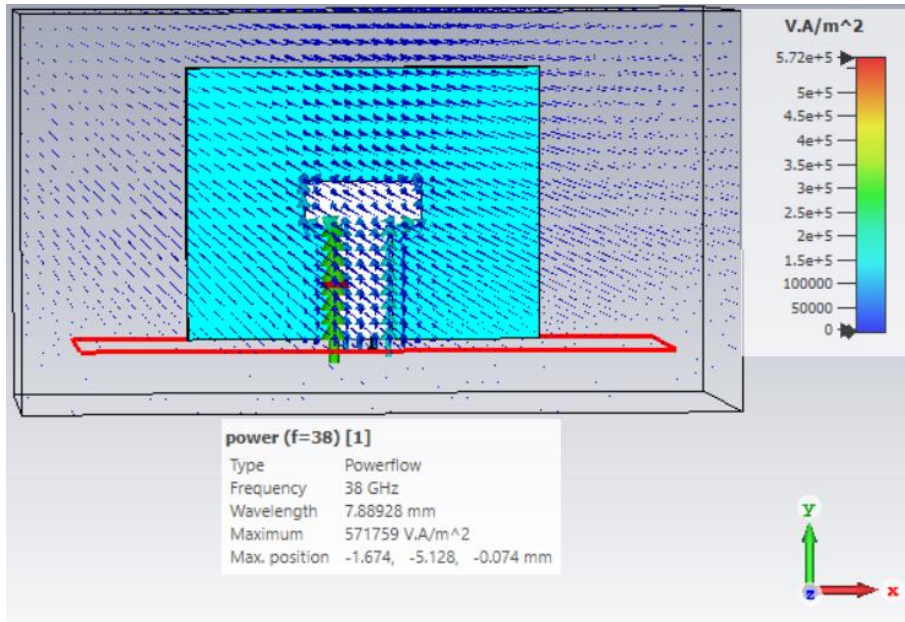 V.A/m^2
5.72e+5
5e+5
4.5e+5
4e+5
3.5e+5
3e+5
2.5e+5
2e+5
1.5e+5
100000
50000
0
power (f=38) [1]
Type Powerflow
Frequency 38 GHz
Wavelength 7.88928 mm
Maximum 571759 V.A/m^2
Max. position -1.674, -5.128, -0.074 mm
y
z x